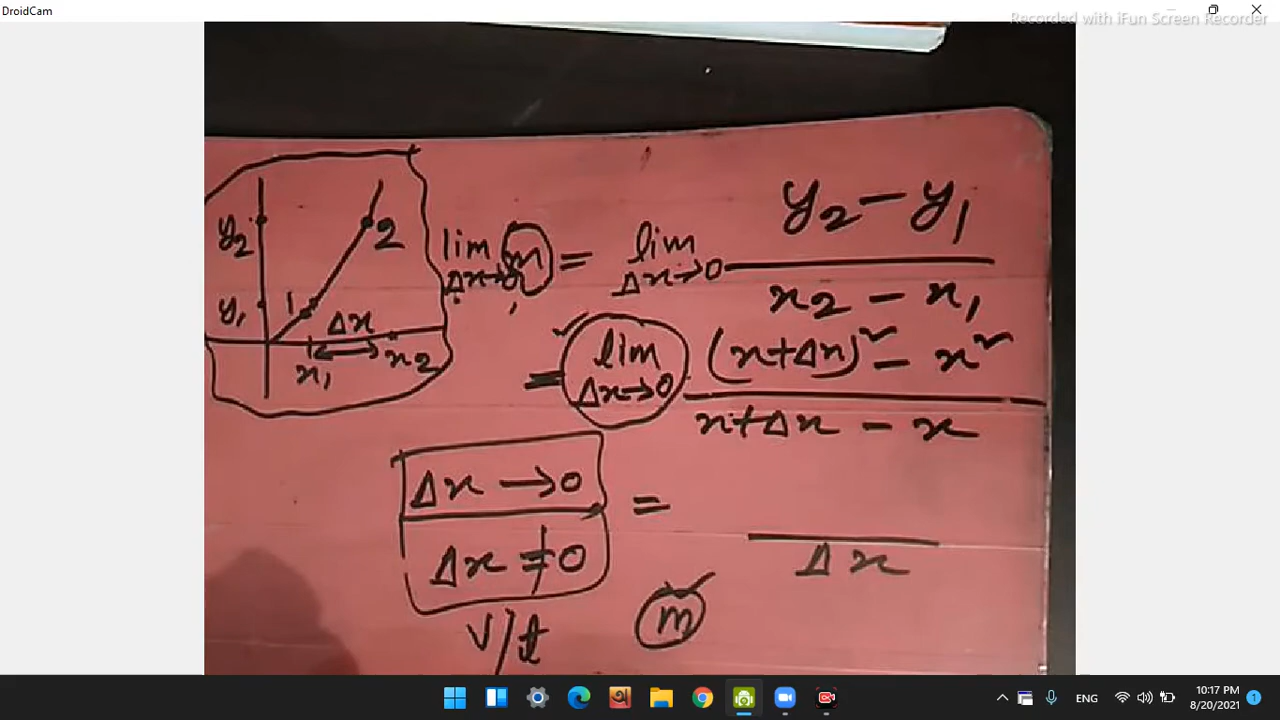 DroidCam
Recorded with iFun Screen Recorder
y2
y1
2
1
Δx
x1
x2
lim Δx→0 m = lim Δx→0 (y2 − y1) / (x2 − x1)
= lim Δx→0 ((x+Δx)² − x²) / (x+Δx − x)
Δx → 0
Δx ≠ 0
= / Δx
V/t
m
ENG
10:17 PM
8/20/2021
1